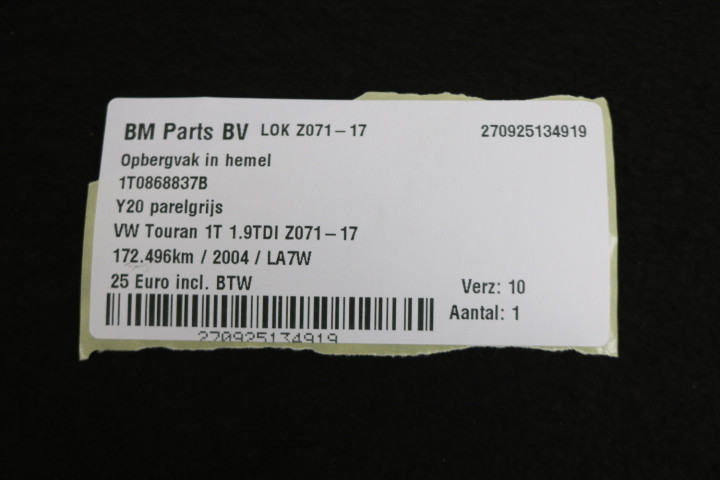 BM Parts BV LOK Z071-17 270925134919
Opbergvak in hemel
1T0868837B
Y20 parelgrijs
VW Touran 1T 1.9TDI Z071-17
172.496km / 2004 / LA7W
25 Euro incl. BTW Verz: 10
Aantal: 1
270925134919